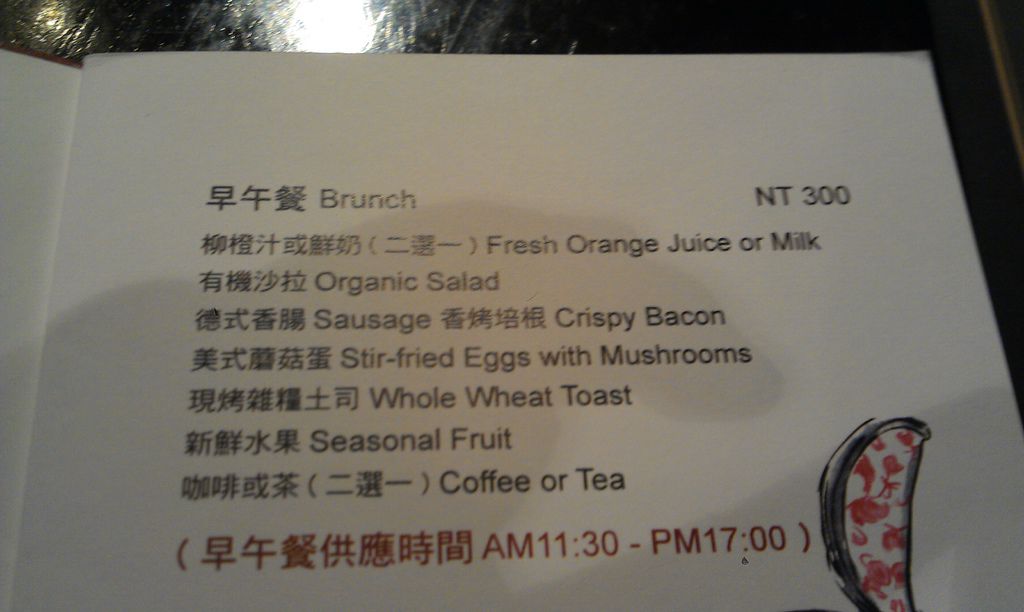 早午餐 Brunch NT 300
柳橙汁或鮮奶 ( 二選一 ) Fresh Orange Juice or Milk
有機沙拉 Organic Salad
德式香腸 Sausage 香烤培根 Crispy Bacon
美式蘑菇蛋 Stir-fried Eggs with Mushrooms
現烤雜糧土司 Whole Wheat Toast
新鮮水果 Seasonal Fruit
咖啡或茶 ( 二選一 ) Coffee or Tea
( 早午餐供應時間 AM11:30 - PM17:00 )